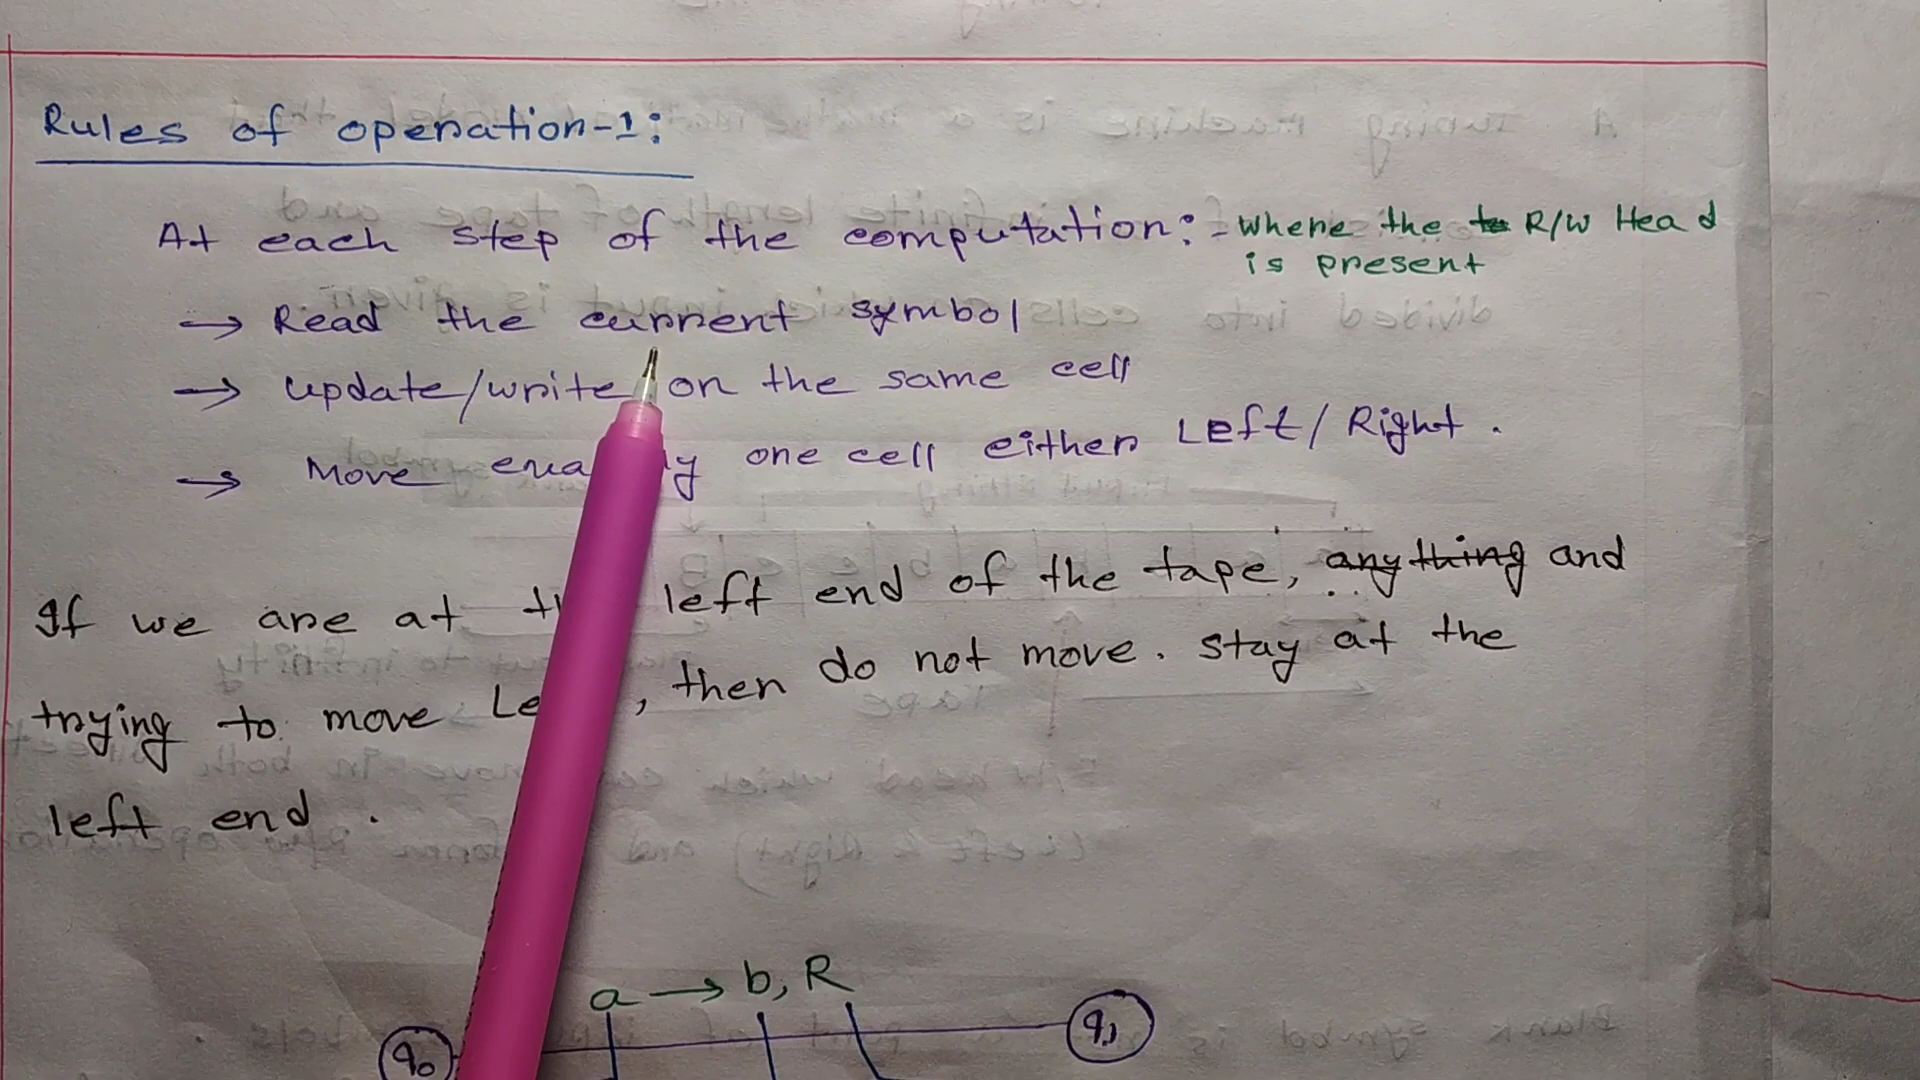 Rules of operation-1:
At each step of the computation:- where the R/W Head
is present
→ Read the current symbol
→ update/write on the same cell
→ Move one cell either Left/Right.
If we are at left end of the tape, anything and
trying to move , then do not move. stay at the
left end.
a → b, R
q0 q1